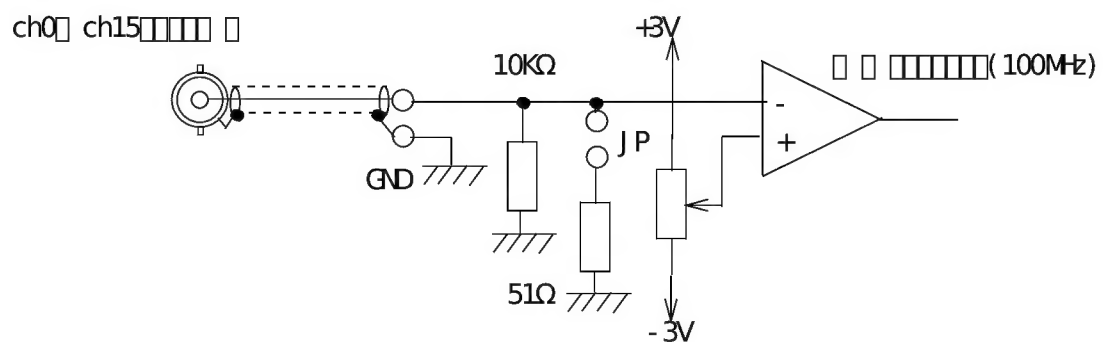 ch0 ch15
+3V
10KΩ
(100MHz)
-
+
JP
GND
51Ω
-3V